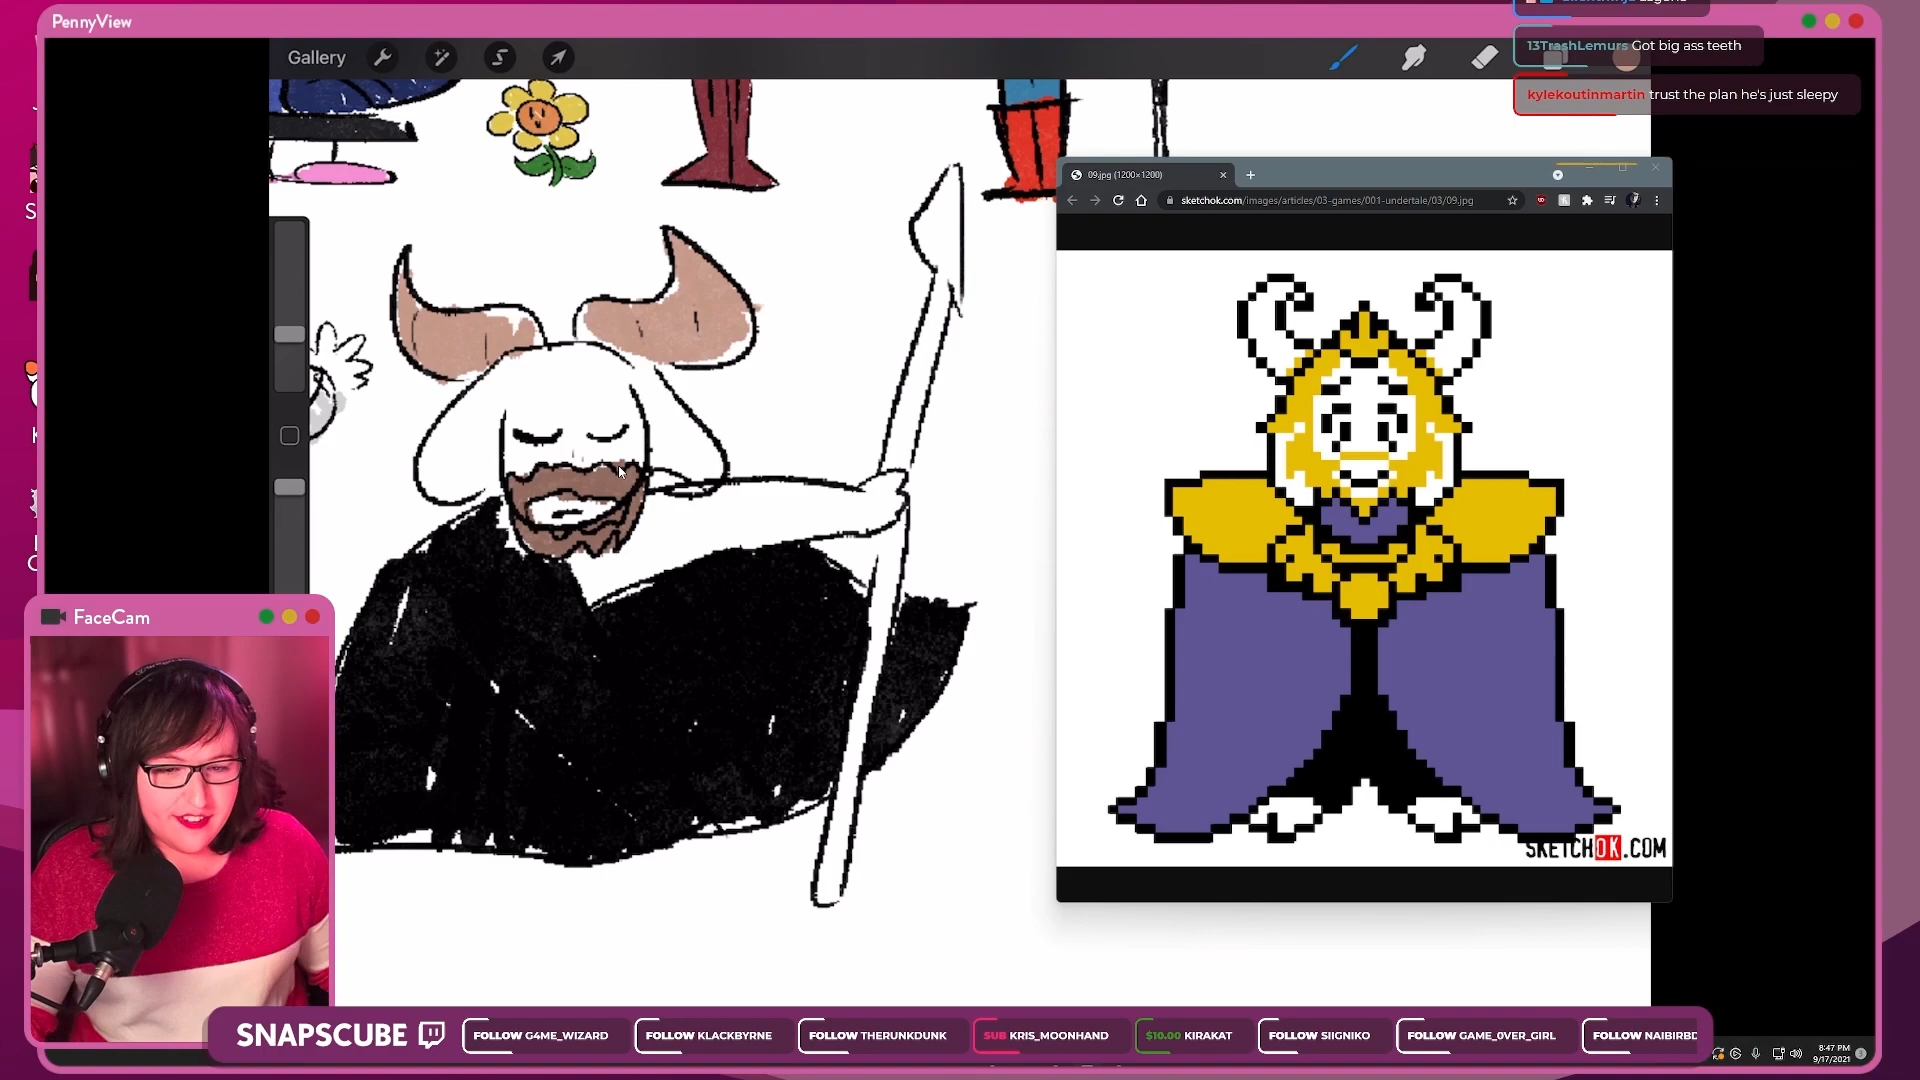 PennyView
Gallery
13TrashLemurs Got big ass teeth
kylekoutinmartin trust the plan he's just sleepy
09.jpg (1200×1200)
sketchok.com/images/articles/03-games/001-undertale/03/09.jpg
SKETCHOK.COM
FaceCam
SNAPSCUBE
FOLLOW G4ME_WIZARD
FOLLOW KLACKBYRNE
FOLLOW THERUNKDUNK
SUB KRIS_MOONHAND
$10.00 KIRAKAT
FOLLOW SIIGNIKO
FOLLOW GAME_0VER_GIRL
FOLLOW NAIBIRBD
8:47 PM
9/17/2021